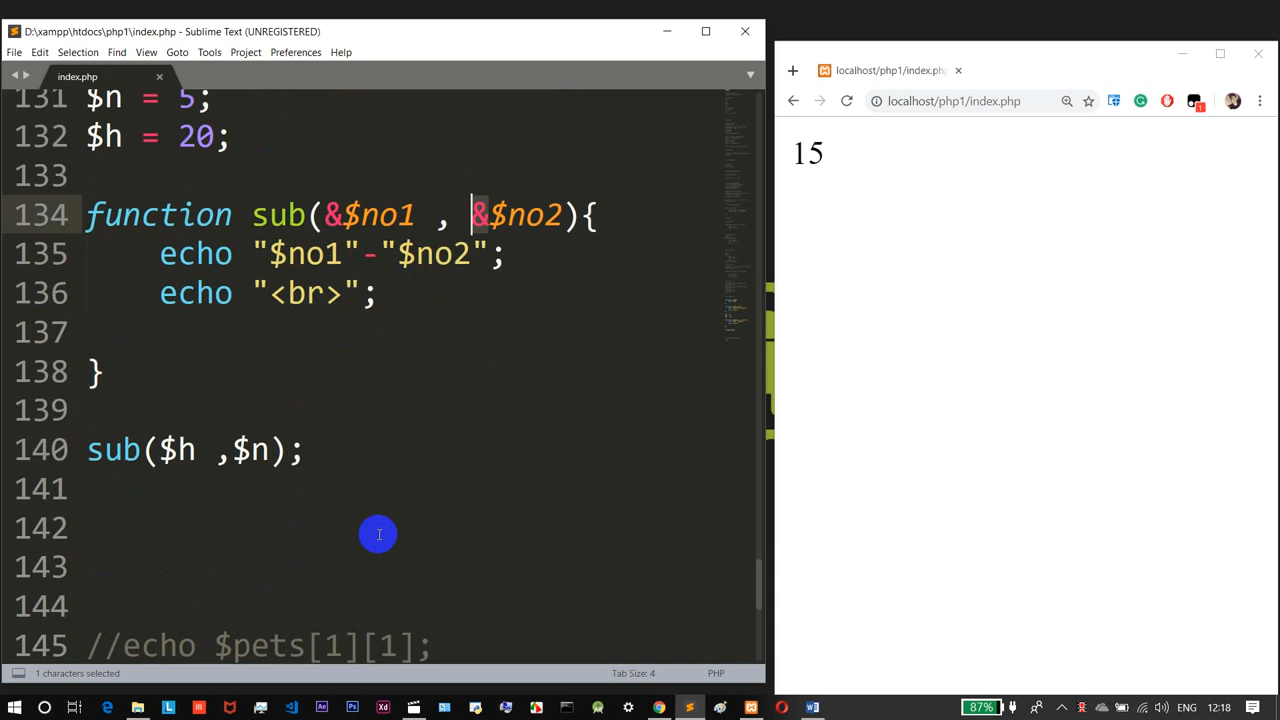 D:\xampp\htdocs\php1\index.php - Sublime Text (UNREGISTERED)
File Edit Selection Find View Goto Tools Project Preferences Help
index.php
131 $n = 5;
132 $h = 20;
133
134 function sub(&$no1 , &$no2){
135 echo "$no1"-"$no2";
136 echo "<br>";
137
138 }
139
140 sub($h ,$n);
141
142
143
144
145 //echo $pets[1][1];
1 characters selected
Tab Size: 4
PHP
localhost/php1/index.ph
localhost/php1/index.php
1
15
87%
ENG
12:18